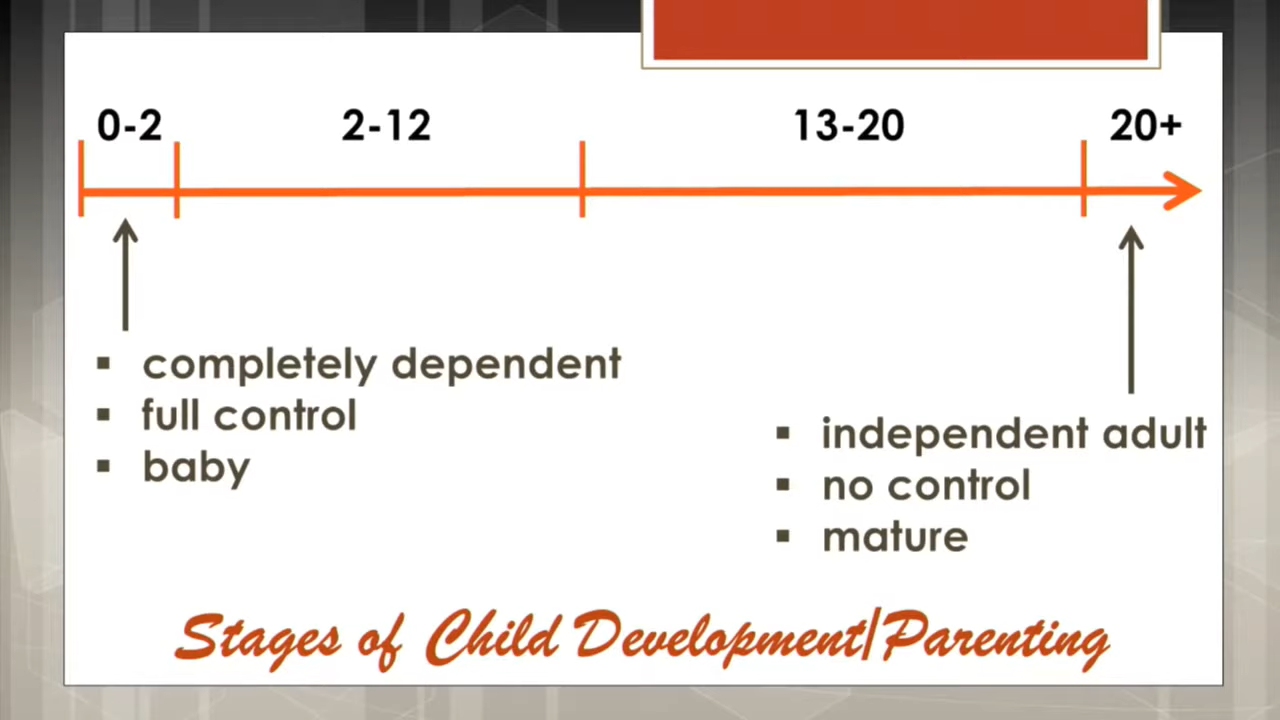 0-2 2-12 13-20 20+
▪ completely dependent
▪ full control
▪ baby
▪ independent adult
▪ no control
▪ mature
Stages of Child Development/Parenting